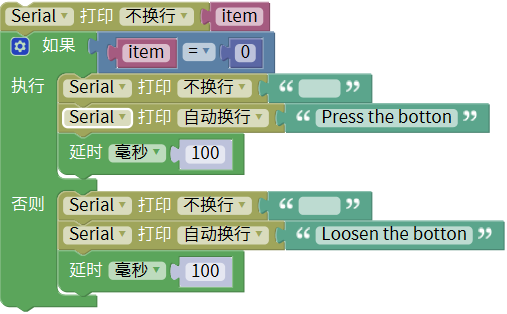 Serial 打印 不换行 item
如果 item = 0
执行 Serial 打印 不换行 “ ”
Serial 打印 自动换行 “ Press the botton ”
延时 毫秒 100
否则 Serial 打印 不换行 “ ”
Serial 打印 自动换行 “ Loosen the botton ”
延时 毫秒 100